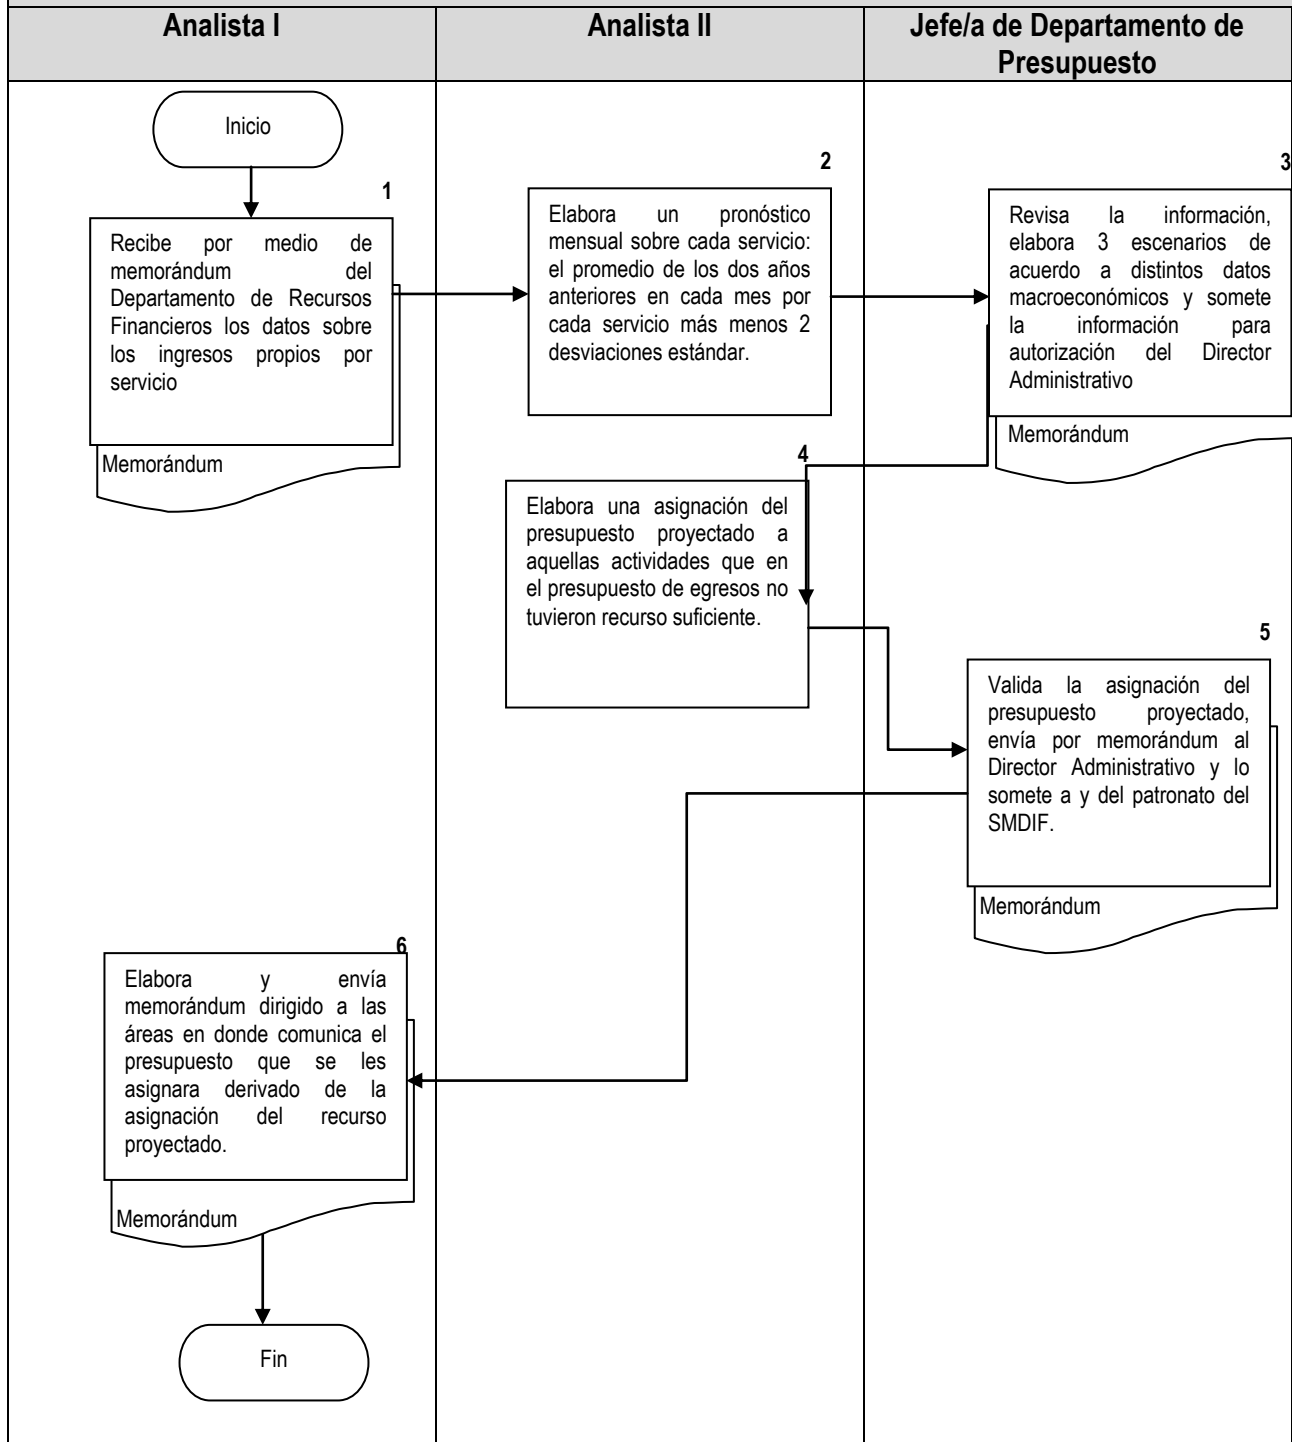 Analista I
Analista II
Jefe/a de Departamento de
Presupuesto
Inicio
1
Recibe por medio de
memorándum del
Departamento de Recursos
Financieros los datos sobre
los ingresos propios por
servicio
Memorándum
2
Elabora un pronóstico
mensual sobre cada servicio:
el promedio de los dos años
anteriores en cada mes por
cada servicio más menos 2
desviaciones estándar.
3
Revisa la información,
elabora 3 escenarios de
acuerdo a distintos datos
macroeconómicos y somete
la información para
autorización del Director
Administrativo
Memorándum
4
Elabora una asignación del
presupuesto proyectado a
aquellas actividades que en
el presupuesto de egresos no
tuvieron recurso suficiente.
5
Valida la asignación del
presupuesto proyectado,
envía por memorándum al
Director Administrativo y lo
somete a y del patronato del
SMDIF.
Memorándum
6
Elabora y envía
memorándum dirigido a las
áreas en donde comunica el
presupuesto que se les
asignara derivado de la
asignación del recurso
proyectado.
Memorándum
Fin